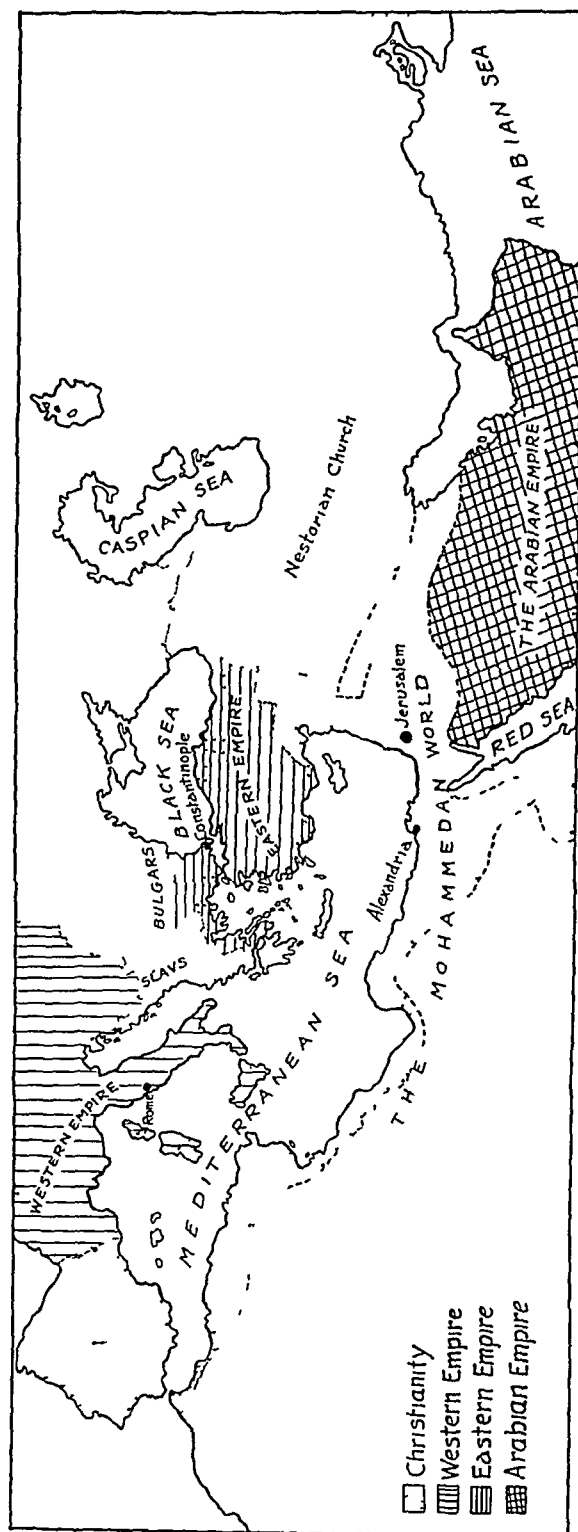 WESTERN EMPIRE
SLAVS
BULGARS
BLACK SEA
Constantinople
EASTERN EMPIRE
CASPIAN SEA
Nestorian Church
Rome
MEDITERRANEAN SEA
Alexandria
Jerusalem
THE MOHAMMEDAN WORLD
RED SEA
THE ARABIAN EMPIRE
ARABIAN SEA
Christianity
Western Empire
Eastern Empire
Arabian Empire